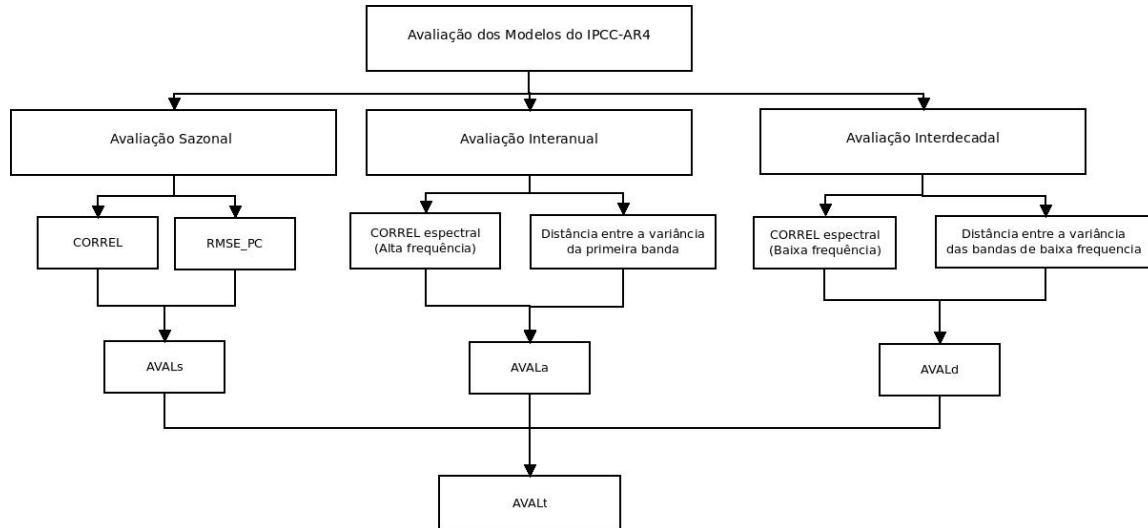 Avaliação dos Modelos do IPCC-AR4
Avaliação Sazonal
Avaliação Interanual
Avaliação Interdecadal
CORREL
RMSE_PC
CORREL espectral
(Alta frequência)
Distância entre a variância
da primeira banda
CORREL espectral
(Baixa frequência)
Distância entre a variância
das bandas de baixa frequencia
AVALs
AVALa
AVALd
AVALt